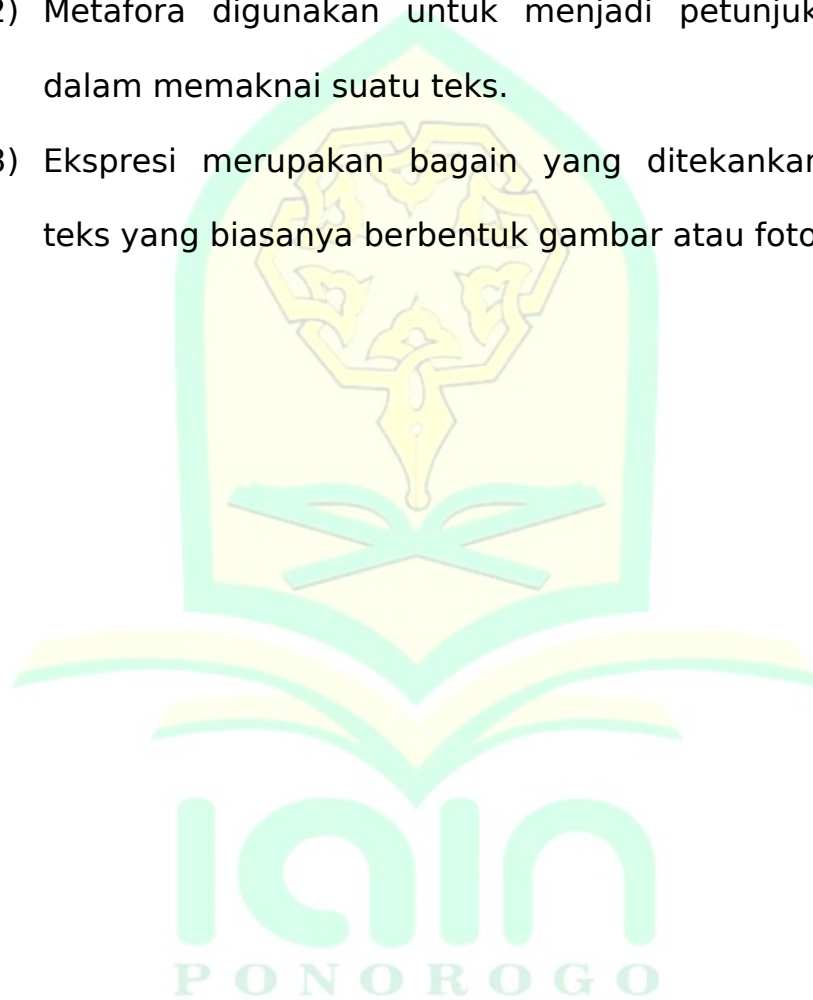 2) Metafora digunakan untuk menjadi petunjuk
dalam memaknai suatu teks.
3) Ekspresi merupakan bagain yang ditekankan
teks yang biasanya berbentuk gambar atau foto
iain
PONOROGO